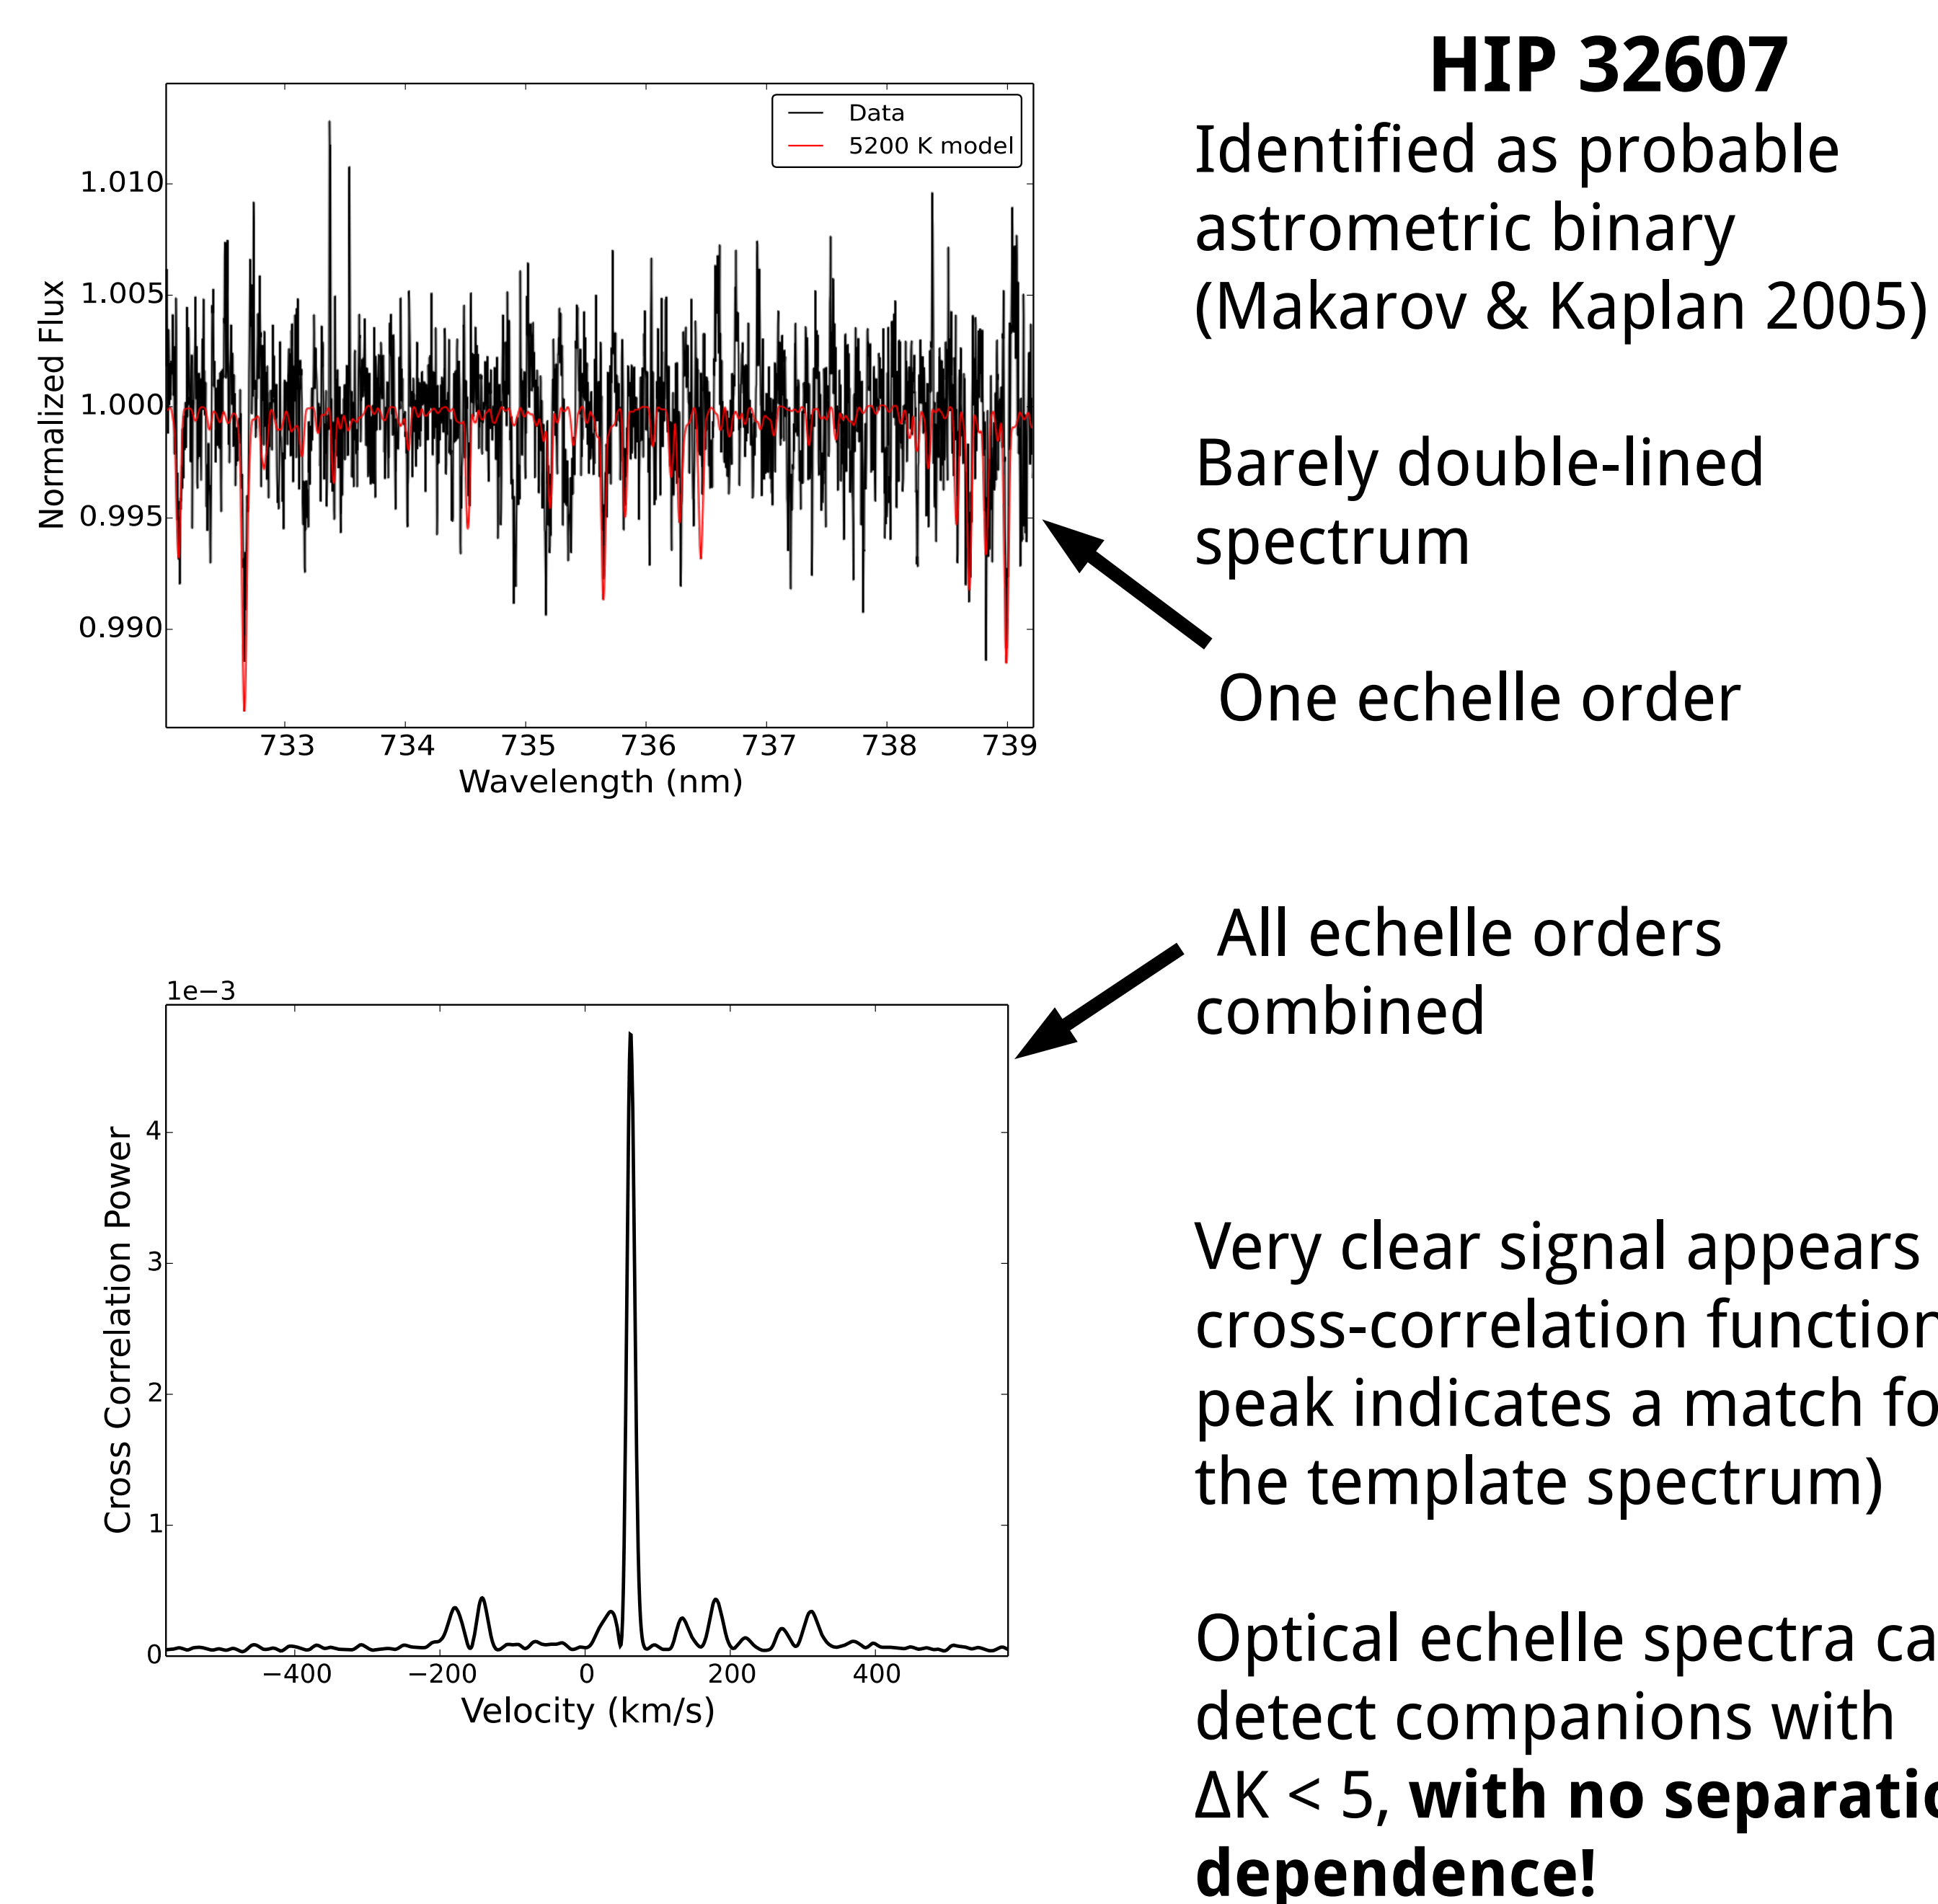 HIP 32607
Identified as probable
astrometric binary
(Makarov & Kaplan 2005)
Barely double-lined
spectrum
One echelle order
Data
5200 K model
1.010
1.005
1.000
0.995
0.990
Normalized Flux
733 734 735 736 737 738 739
Wavelength (nm)
All echelle orders
combined
1e−3
4
3
2
1
0
Cross Correlation Power
−400 −200 0 200 400
Velocity (km/s)
Very clear signal appears
cross-correlation function
peak indicates a match
the template spectrum)
Optical echelle spectra
detect companions with
ΔK < 5, with no
dependence!